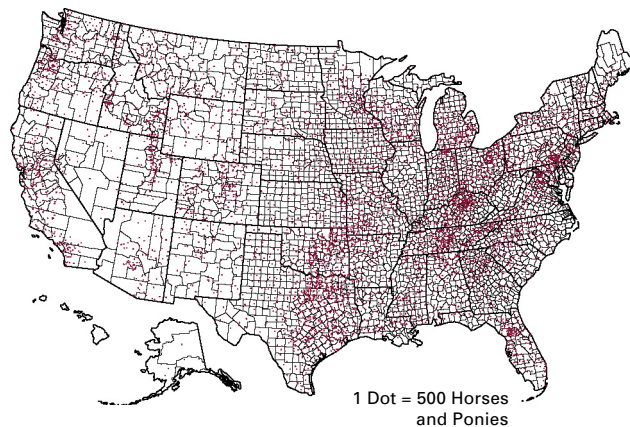 1 Dot = 500 Horses
and Ponies